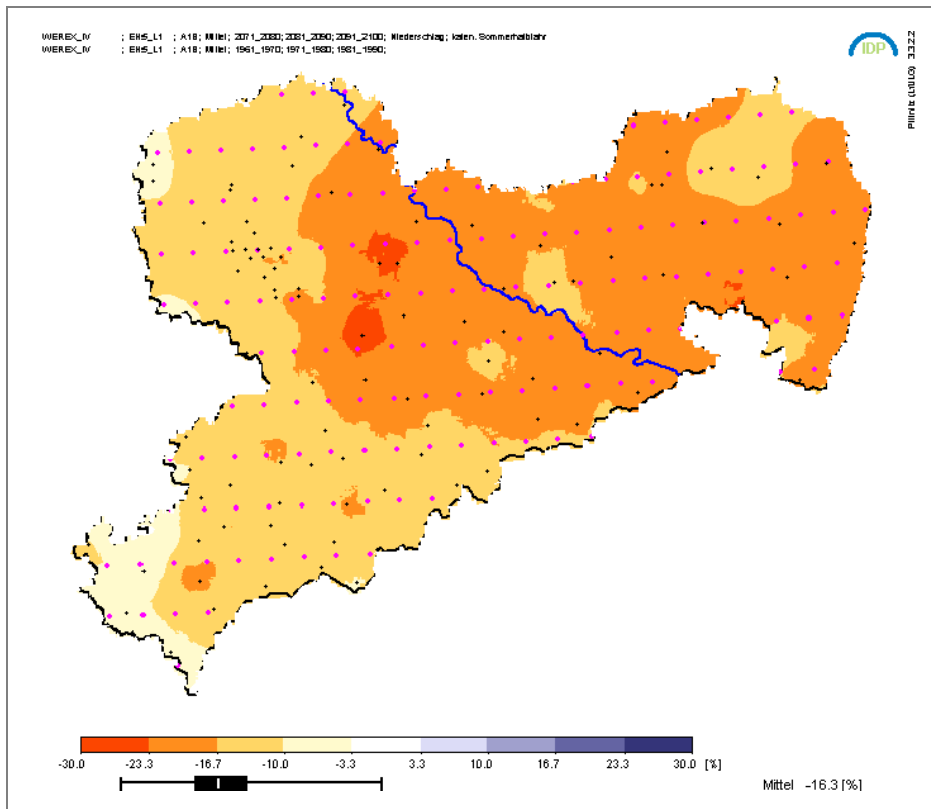 WEREX_IV ; EH5_L1 ; A1B; Mittel; 2071_2080; 2081_2090; 2091_2100; Niederschlag; kalen. Sommerhalbjahr
WEREX_IV ; EH5_L1 ; A1B; Mittel; 1961_1970; 1971_1980; 1981_1990;
IDP
Pillnitz (LfULG) 3.3.2.2
-30.0 -23.3 -16.7 -10.0 -3.3 3.3 10.0 16.7 23.3 30.0 [%]
Mittel -16.3 [%]